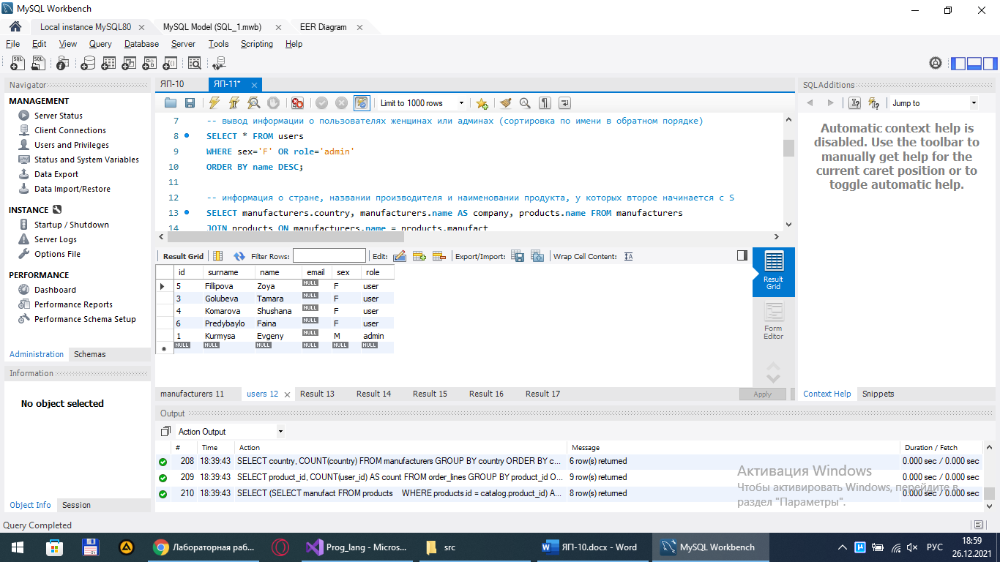 MySQL Workbench
Local instance MySQL80
MySQL Model (SQL_1.mwb)
EER Diagram
File Edit View Query Database Server Tools Scripting Help
Navigator
MANAGEMENT
Server Status
Client Connections
Users and Privileges
Status and System Variables
Data Export
Data Import/Restore
INSTANCE
Startup / Shutdown
Server Logs
Options File
PERFORMANCE
Dashboard
Performance Reports
Performance Schema Setup
Administration Schemas
Information
No object selected
Object Info Session
ЯП-10 ЯП-11*
Limit to 1000 rows
7 -- вывод информации о пользователях женщинах или админах (сортировка по имени в обратном порядке)
8 SELECT * FROM users
9 WHERE sex='F' OR role='admin'
10 ORDER BY name DESC;
11
12 -- информация о стране, названии производителя и наименовании продукта, у которых второе начинается с S
13 SELECT manufacturers.country, manufacturers.name AS company, products.name FROM manufacturers
14 JOIN products ON manufacturers.name = products.manufact
Result Grid Filter Rows: Edit: Export/Import: Wrap Cell Content:
id surname name email sex role
5 Fillipova Zoya NULL F user
3 Golubeva Tamara NULL F user
4 Komarova Shushana NULL F user
6 Predybaylo Faina NULL F user
1 Kurmysa Evgeny NULL M admin
NULL NULL NULL NULL NULL NULL
Result Grid
Form Editor
manufacturers 11 users 12 Result 13 Result 14 Result 15 Result 16 Result 17
Apply
SQLAdditions
Jump to
Automatic context help is
disabled. Use the toolbar to
manually get help for the
current caret position or to
toggle automatic help.
Context Help Snippets
Output
Action Output
# Time Action Message Duration / Fetch
208 18:39:43 SELECT country, COUNT(country) FROM manufacturers GROUP BY country ORDER BY c... 6 row(s) returned 0.000 sec / 0.000 sec
209 18:39:43 SELECT product_id, COUNT(user_id) AS count FROM order_lines GROUP BY product_id O... 9 row(s) returned 0.000 sec / 0.000 sec
210 18:39:43 SELECT (SELECT manufact FROM products WHERE products.id = catalog.product_id) A... 8 row(s) returned 0.000 sec / 0.000 sec
Активация Windows
Чтобы активировать Windows, перейдите в
раздел "Параметры".
Query Completed
Лабораторная раб...
Prog_lang - Micros...
src
ЯП-10.docx - Word
MySQL Workbench
РУС
18:59
26.12.2021